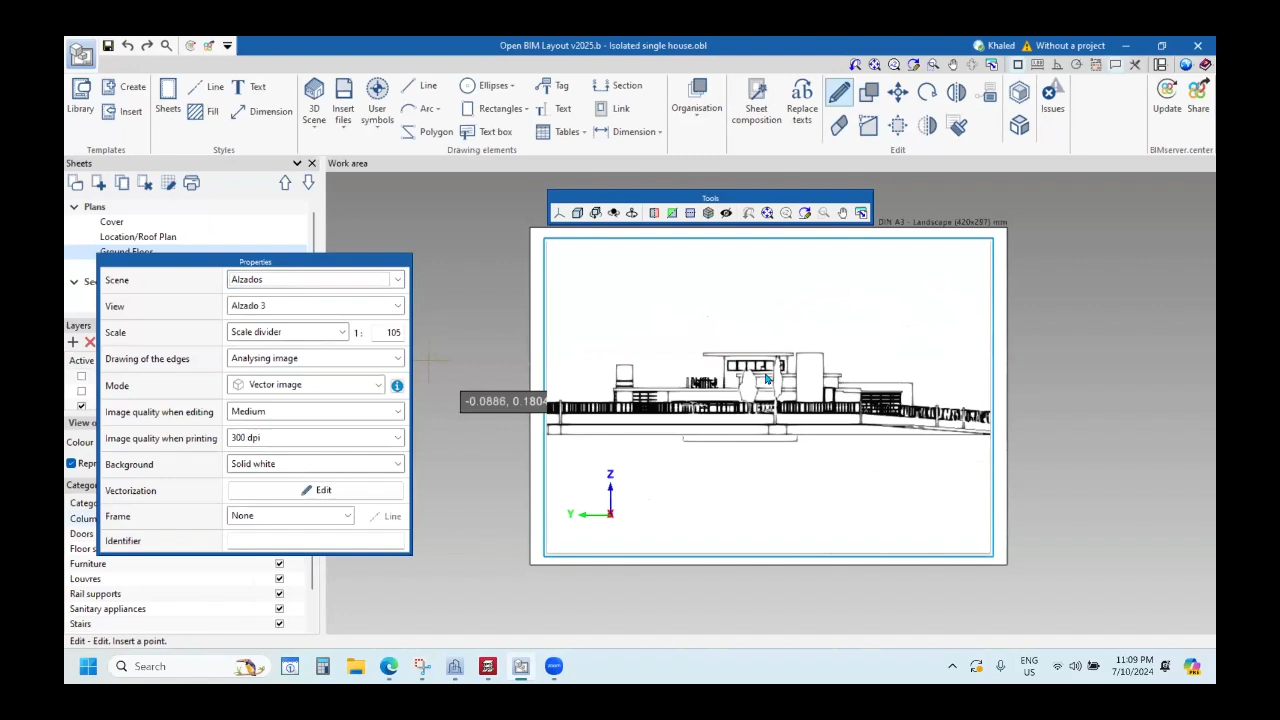 Open BIM Layout v2025.b - Isolated single house.obl
Khaled
Without a project
Library
Create
Insert
Templates
Sheets
Line
Text
Fill
Dimension
Styles
3D Scene
Insert files
User symbols
Line
Arc
Polygon
Ellipses
Rectangles
Text box
Tag
Text
Tables
Section
Link
Dimension
Drawing elements
Organisation
Sheet composition
Replace texts
Edit
Issues
Update
Share
BIMserver.center
Sheets
Work area
Plans
Cover
Location/Roof Plan
Ground Floor
Tools
DIN A3 - Landscape (420x297) mm
Properties
Scene
Alzados
View
Alzado 3
Scale
Scale divider
1 :
105
Drawing of the edges
Analysing image
Mode
Vector image
Image quality when editing
Medium
Image quality when printing
300 dpi
Background
Solid white
Vectorization
Edit
Frame
None
Line
Identifier
Layers
Active
Colour
Doors
Furniture
Louvres
Rail supports
Sanitary appliances
Stairs
-0.0886, 0.1804
Z
Y
X
Edit - Edit. Insert a point.
Search
zoom
ENG
US
11:09 PM
7/10/2024